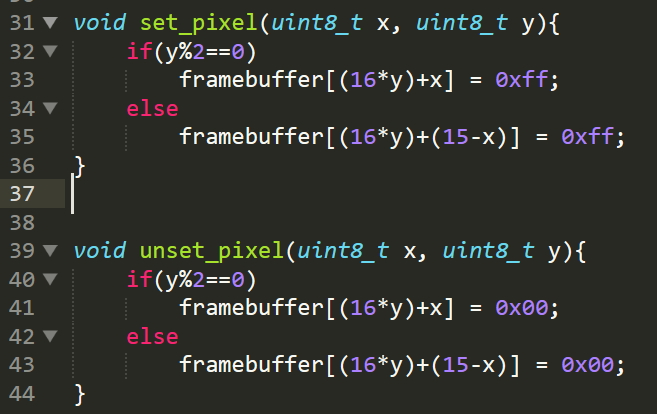 31 void set_pixel(uint8_t x, uint8_t y){
32 if(y%2==0)
33 framebuffer[(16*y)+x] = 0xff;
34 else
35 framebuffer[(16*y)+(15-x)] = 0xff;
36 }
37
38
39 void unset_pixel(uint8_t x, uint8_t y){
40 if(y%2==0)
41 framebuffer[(16*y)+x] = 0x00;
42 else
43 framebuffer[(16*y)+(15-x)] = 0x00;
44 }